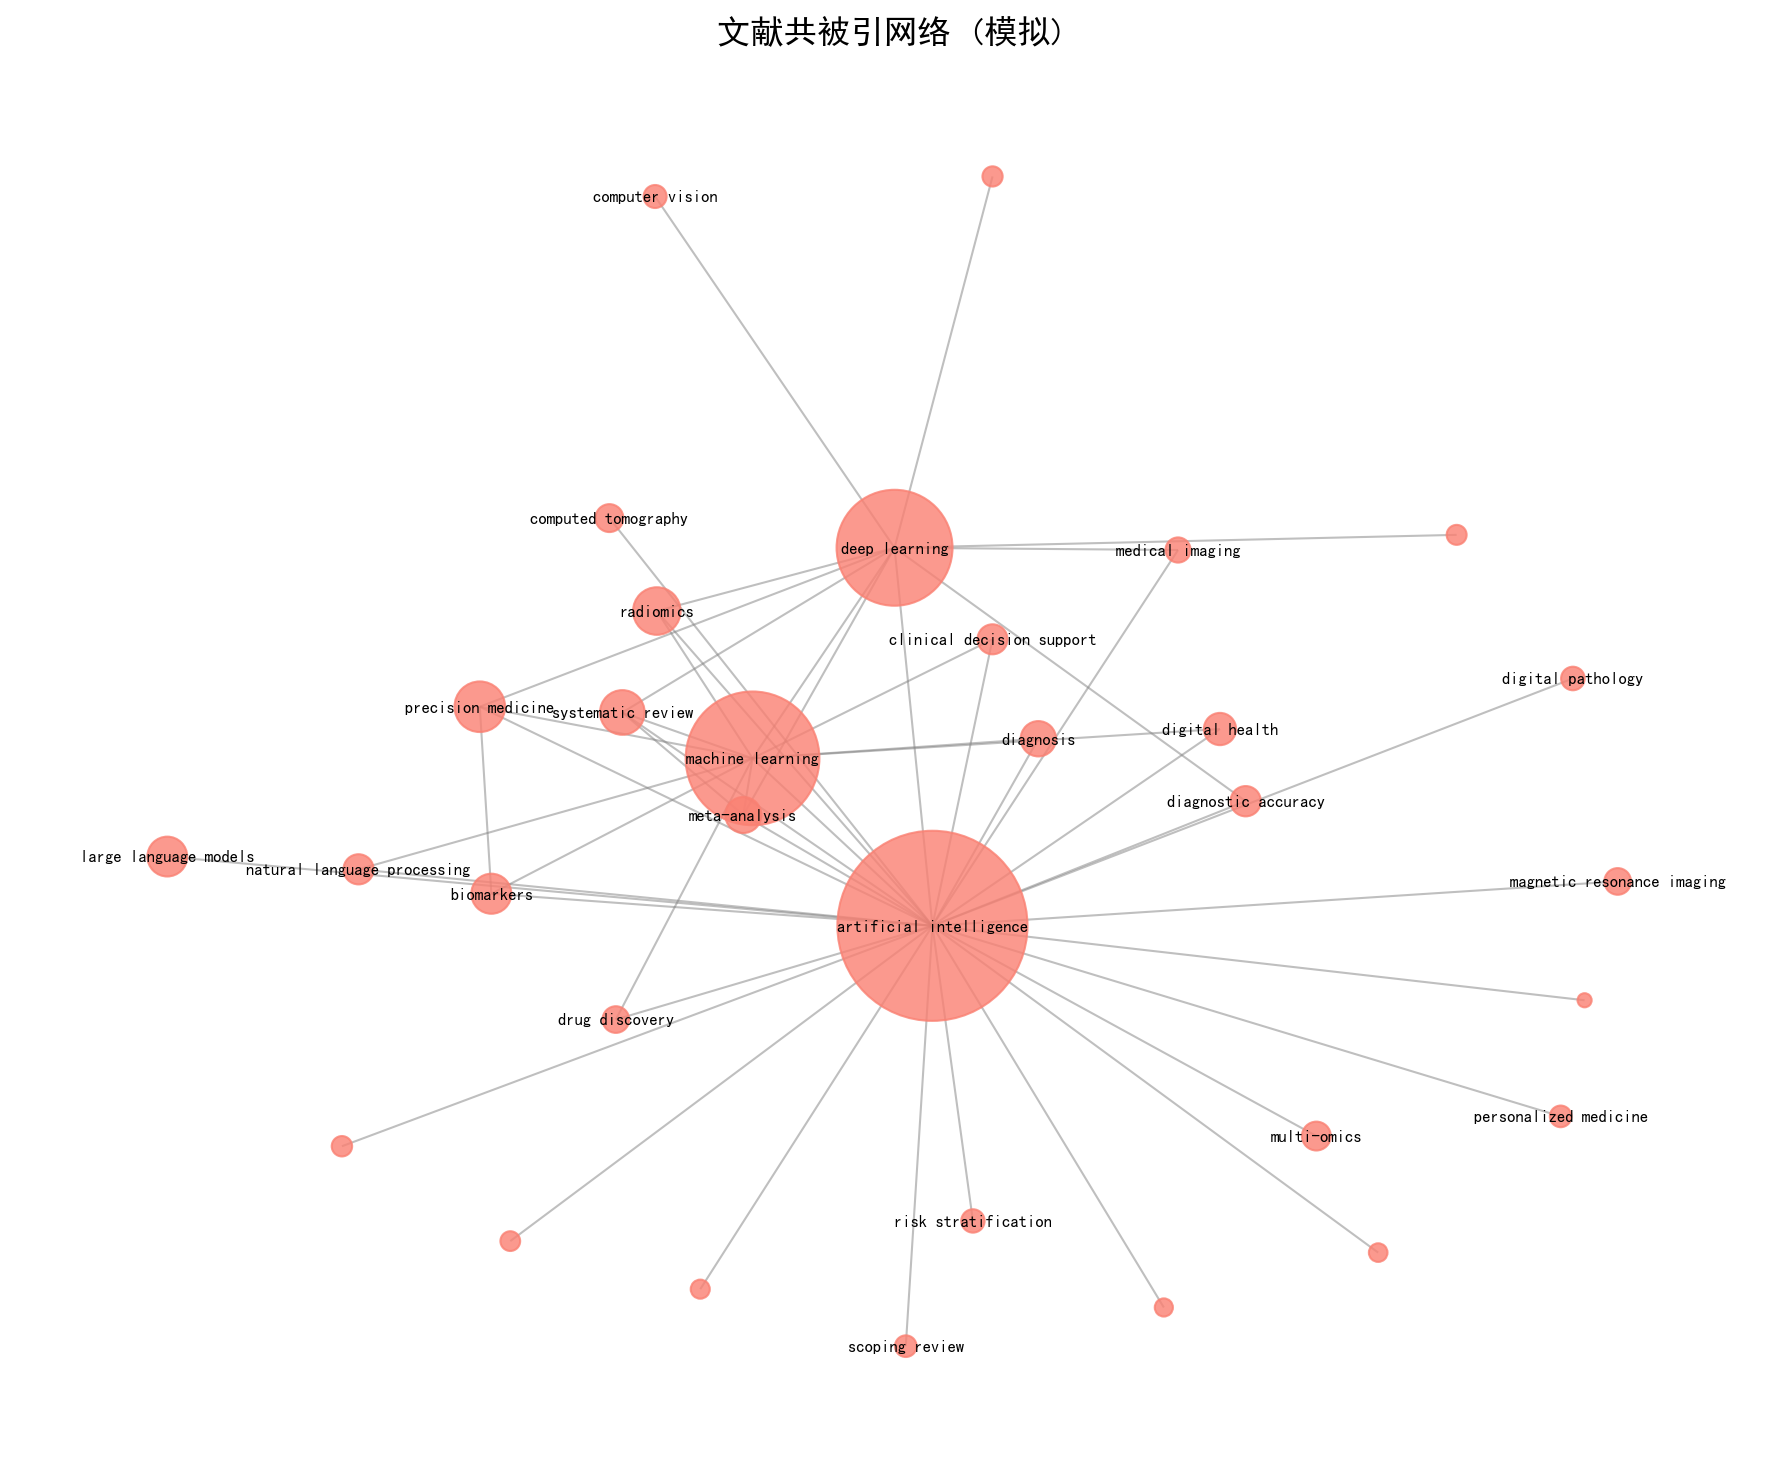 文献共被引网络（模拟）
computer vision
computed tomography
deep learning
medical imaging
radiomics
clinical decision support
digital pathology
precision medicine
systematic review
digital health
diagnosis
machine learning
diagnostic accuracy
meta-analysis
large language models
natural language processing
magnetic resonance imaging
biomarkers
artificial intelligence
drug discovery
personalized medicine
multi-omics
risk stratification
scoping review